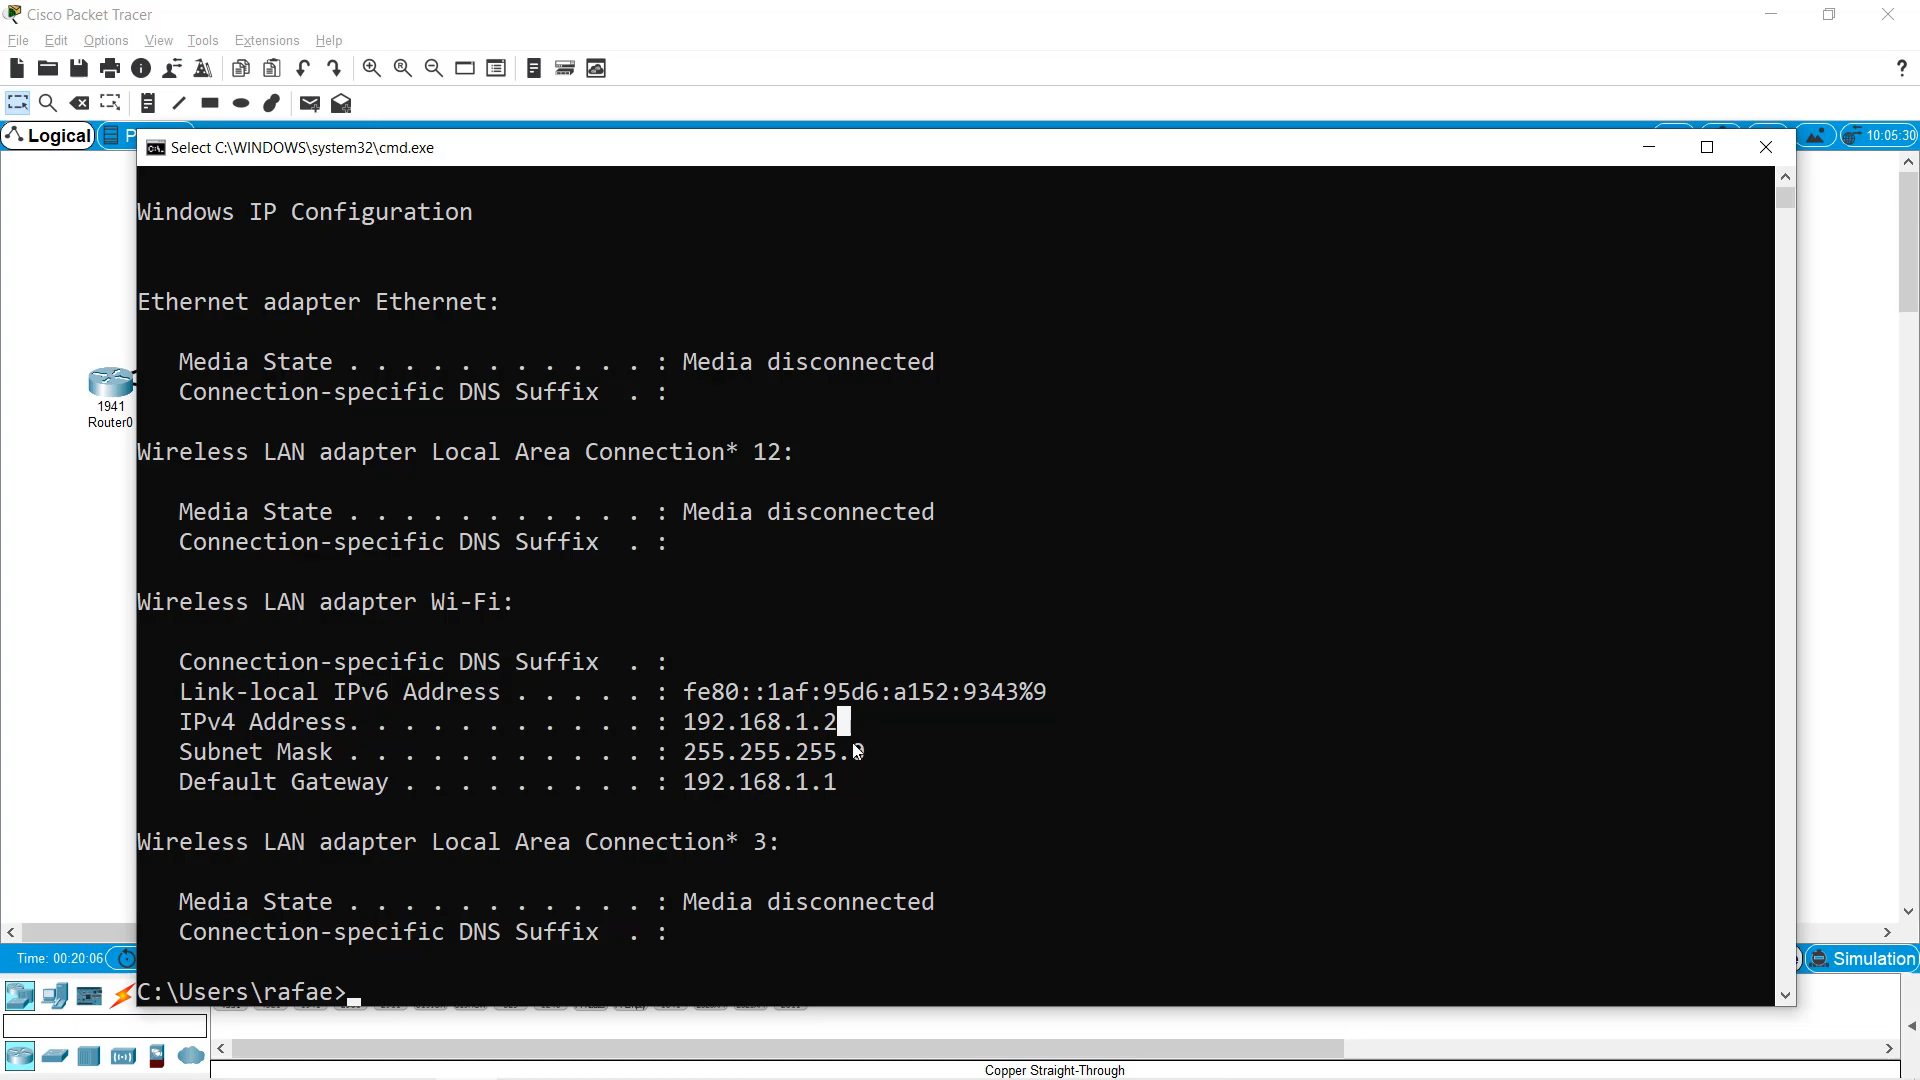 Cisco Packet Tracer
File Edit Options View Tools Extensions Help
Logical
10:05:30
Select C:\WINDOWS\system32\cmd.exe
Windows IP Configuration
Ethernet adapter Ethernet:
Media State . . . . . . . . . . . : Media disconnected
Connection-specific DNS Suffix . :
Wireless LAN adapter Local Area Connection* 12:
Media State . . . . . . . . . . . : Media disconnected
Connection-specific DNS Suffix . :
1941
Router0
Wireless LAN adapter Wi-Fi:
Connection-specific DNS Suffix . :
Link-local IPv6 Address . . . . . : fe80::1af:95d6:a152:9343%9
IPv4 Address. . . . . . . . . . . : 192.168.1.2
Subnet Mask . . . . . . . . . . . : 255.255.255.
Default Gateway . . . . . . . . . : 192.168.1.1
Wireless LAN adapter Local Area Connection* 3:
Media State . . . . . . . . . . . : Media disconnected
Connection-specific DNS Suffix . :
C:\Users\rafae>
Time: 00:20:06
Simulation
Copper Straight-Through